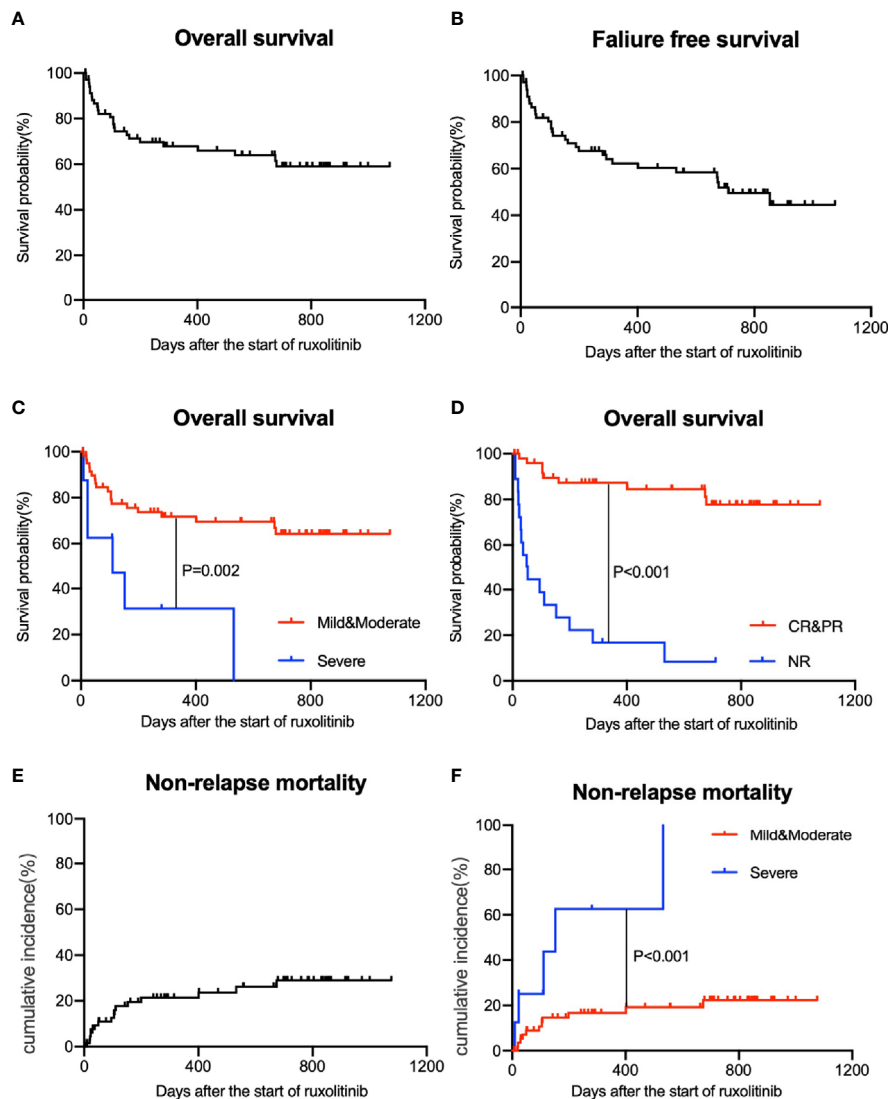 A
Overall survival
Survival probability(%)
100
80
60
40
20
0
0 400 800 1200
Days after the start of ruxolitinib
B
Faliure free survival
Survival probability(%)
100
80
60
40
20
0
0 400 800 1200
Days after the start of ruxolitinib
C
Overall survival
Survival probability(%)
100
80
60
40
20
0
P=0.002
Mild&Moderate
Severe
0 400 800 1200
Days after the start of ruxolitinib
D
Overall survival
Survival probability(%)
100
80
60
40
20
0
P<0.001
CR&PR
NR
0 400 800 1200
Days after the start of ruxolitinib
E
Non-relapse mortality
cumulative incidence(%)
100
80
60
40
20
0
0 400 800 1200
Days after the start of ruxolitinib
F
Non-relapse mortality
cumulative incidence(%)
100
80
60
40
20
0
Mild&Moderate
Severe
P<0.001
0 400 800 1200
Days after the start of ruxolitinib